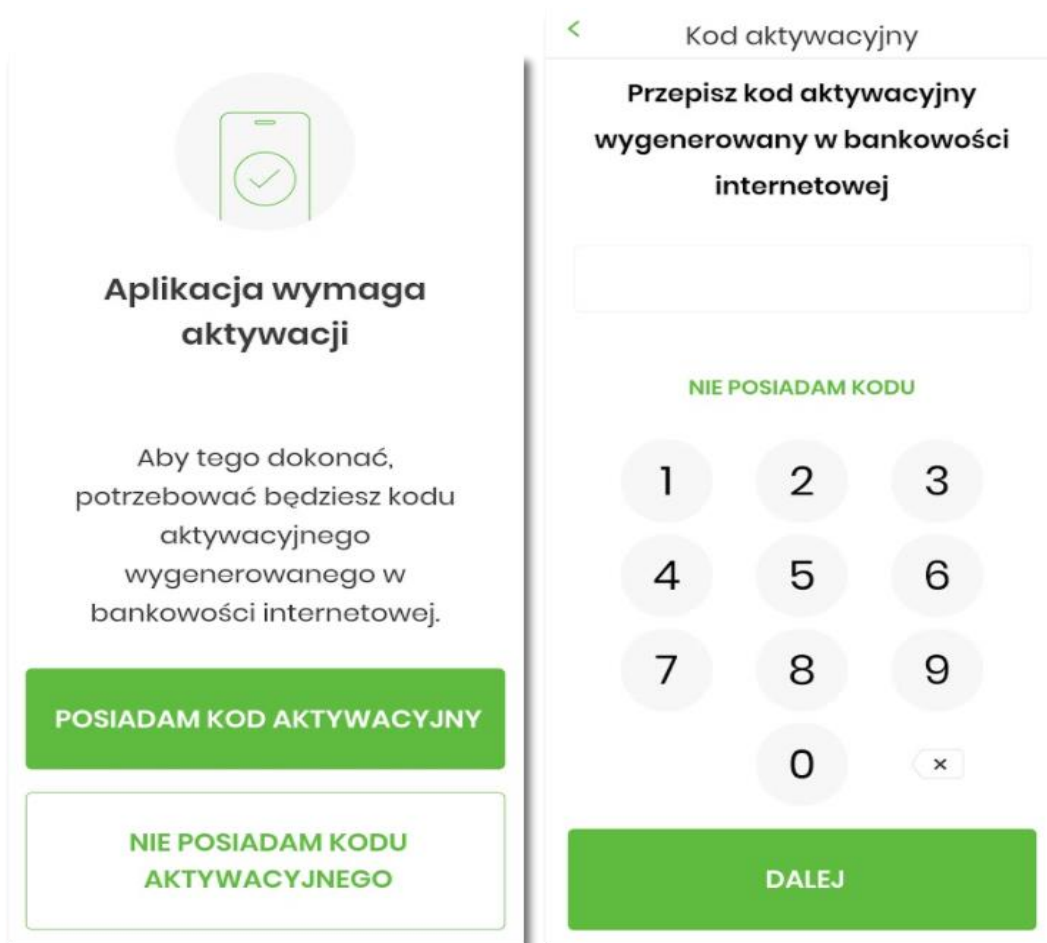 Aplikacja wymaga
aktywacji
Aby tego dokonać,
potrzebować będziesz kodu
aktywacyjnego
wygenerowanego w
bankowości internetowej.
POSIADAM KOD AKTYWACYJNY
NIE POSIADAM KODU
AKTYWACYJNEGO
Kod aktywacyjny
Przepisz kod aktywacyjny
wygenerowany w bankowości
internetowej
NIE POSIADAM KODU
1 2 3
4 5 6
7 8 9
0
DALEJ